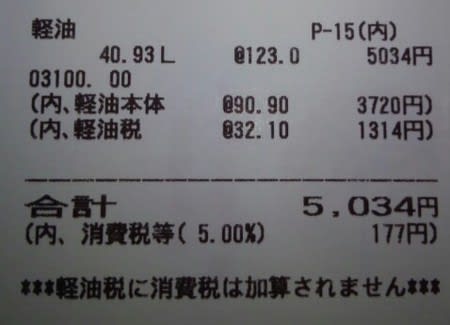 軽油 P-15(内)
40.93L @123.0 5034円
03100. 00
(内、軽油本体 @90.90 3720円)
(内、軽油税 @32.10 1314円)
合計 5,034円
(内、消費税等( 5.00%) 177円)
***軽油税に消費税は加算されません***